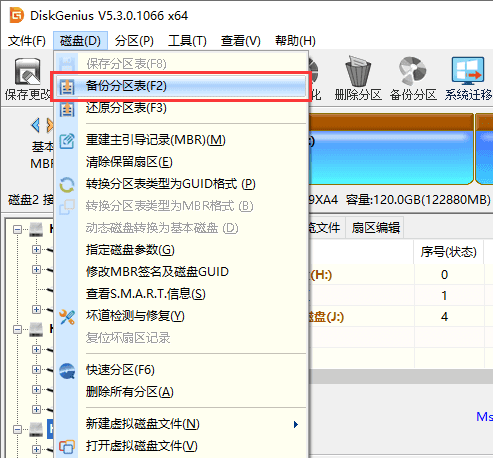 DiskGenius V5.3.0.1066 x64
文件(F) 磁盘(D) 分区(P) 工具(T) 查看(V) 帮助(H)
保存分区表(F8)
备份分区表(F2)
还原分区表(F3)
重建主引导记录(MBR)(M)
清除保留扇区(E)
转换分区表类型为GUID格式 (P)
转换分区表类型为MBR格式 (B)
动态磁盘转换为基本磁盘 (D)
指定磁盘参数(G)
修改MBR签名及磁盘GUID
查看S.M.A.R.T.信息(S)
坏道检测与修复(Y)
复位坏扇区记录
快速分区(F6)
删除所有分区(A)
新建虚拟磁盘文件(N)
打开虚拟磁盘文件(V)
保存更改 化 删除分区 备份分区 系统迁移
基本
MBR
磁盘2 接 9XA4 容量:120.0GB(122880MB)
览文件 扇区编辑
序号(状态)
(H:) 0
1
盘(J:) 4
Ms